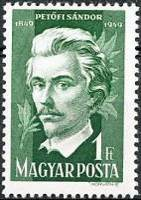 PETŐFI SÁNDOR
1849 1949
1 Ft
MAGYAR POSTA